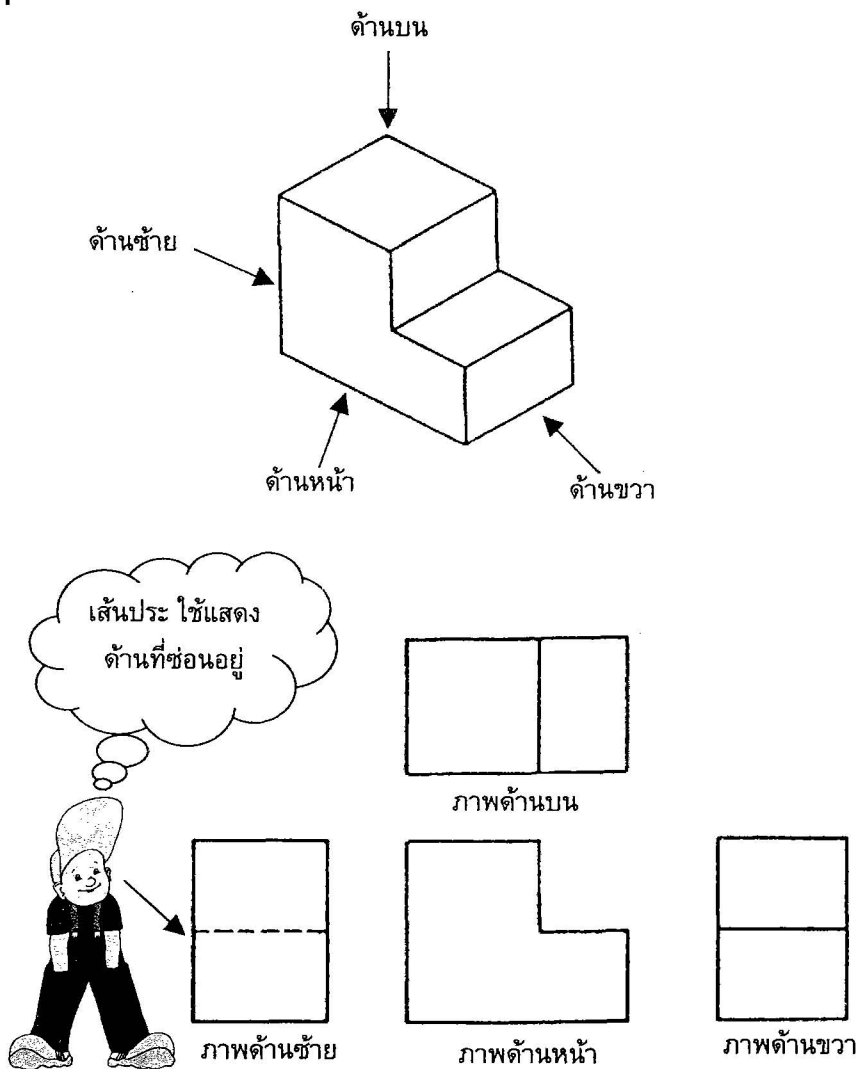 ด้านบน
ด้านซ้าย
ด้านหน้า
ด้านขวา
เส้นประ ใช้แสดง
ด้านที่ซ่อนอยู่
ภาพด้านบน
ภาพด้านซ้าย
ภาพด้านหน้า
ภาพด้านขวา